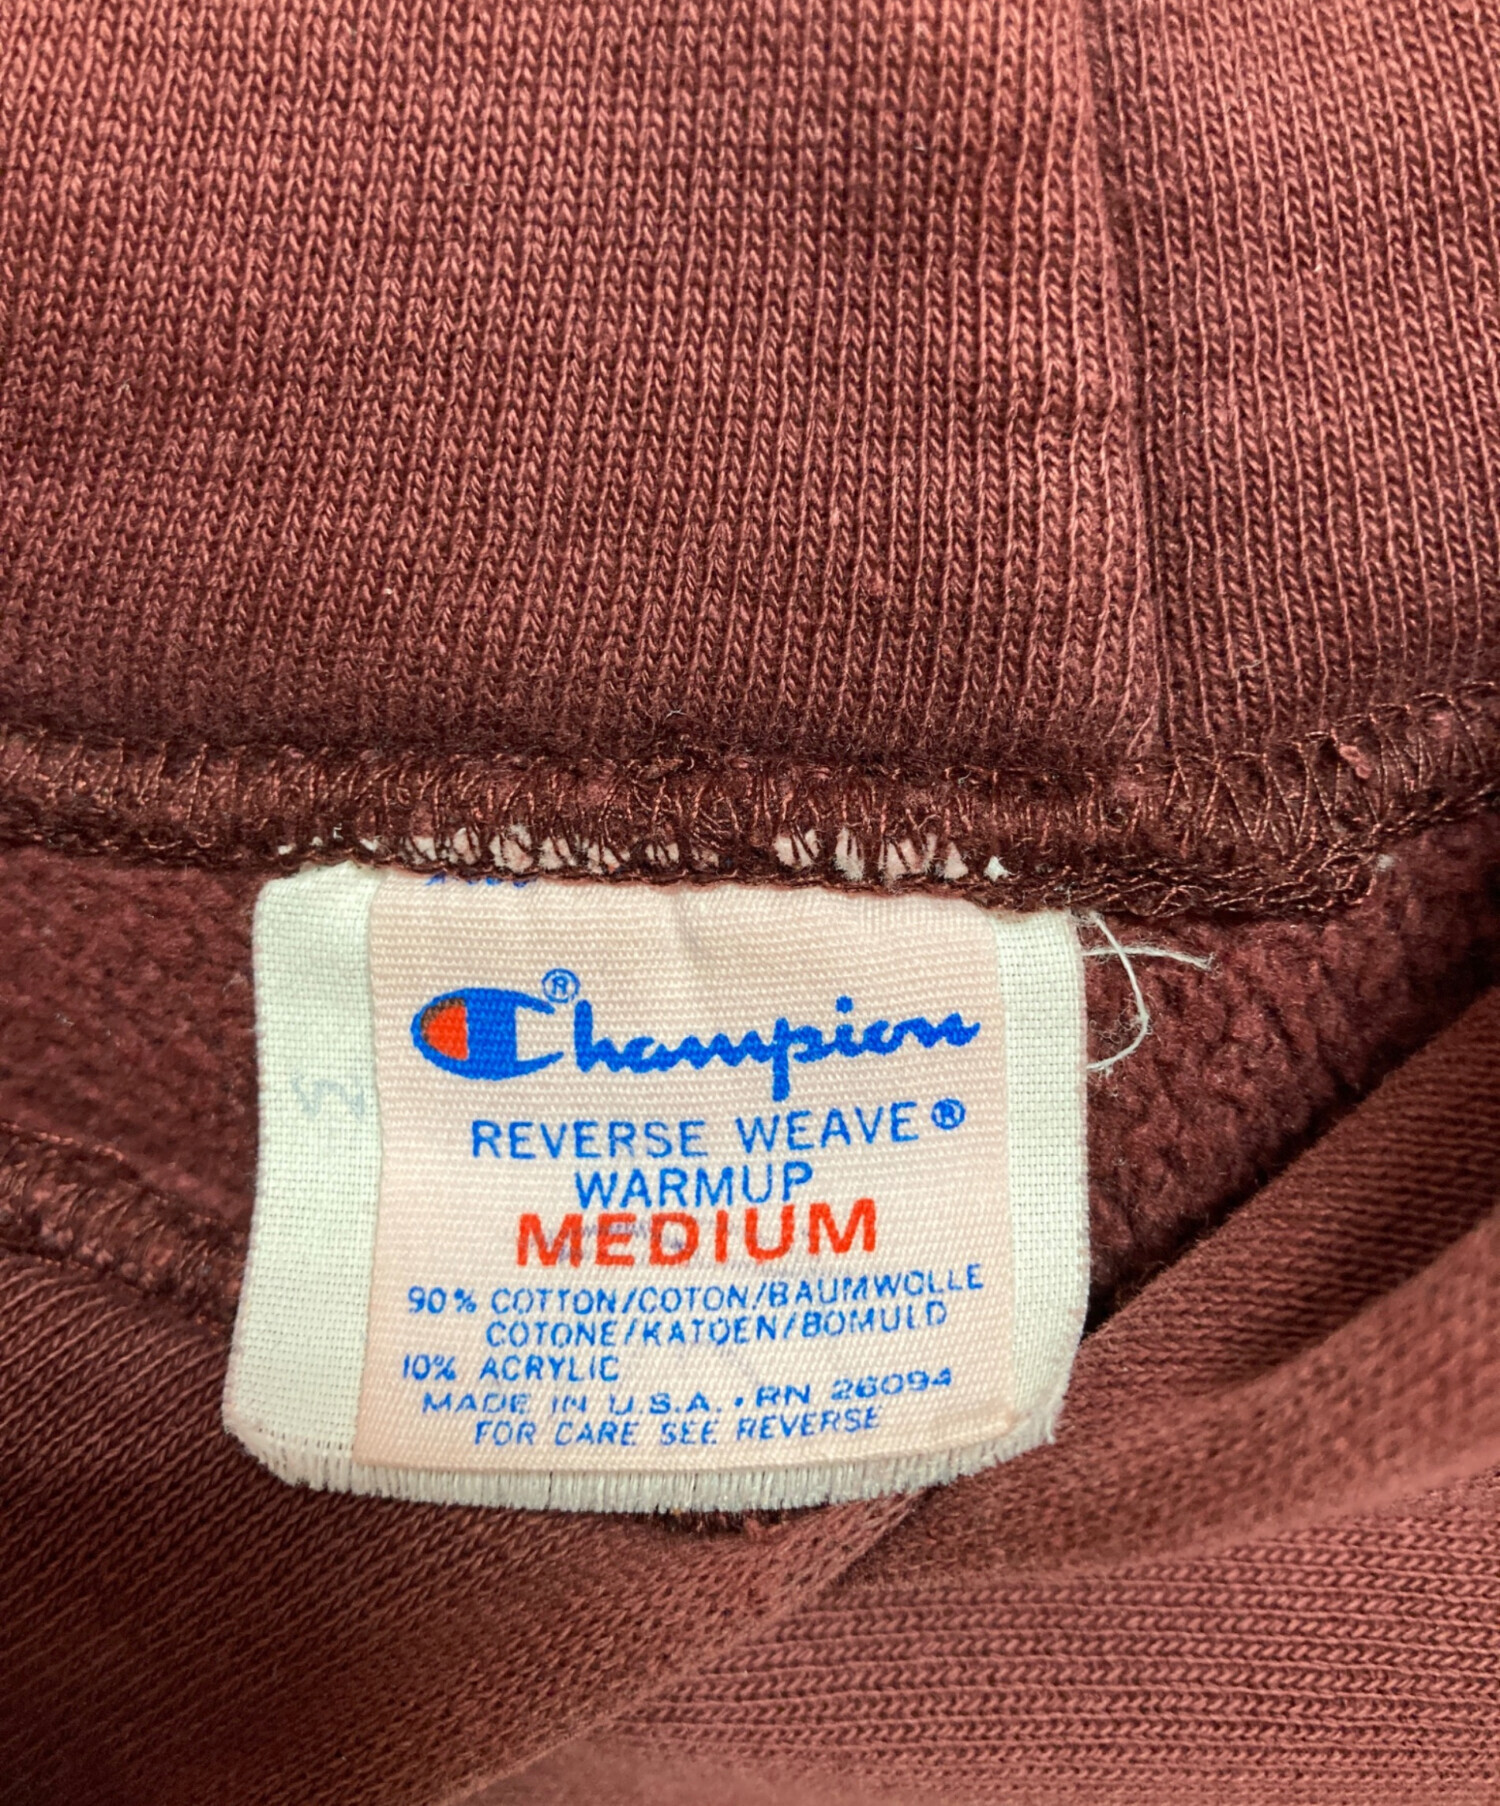 Champion®
REVERSE WEAVE®
WARMUP
MEDIUM
90% COTTON/COTON/BAUMWOLLE
COTONE/KATOEN/BOMULD
10% ACRYLIC
MADE IN U.S.A. • RN 26094
FOR CARE SEE REVERSE